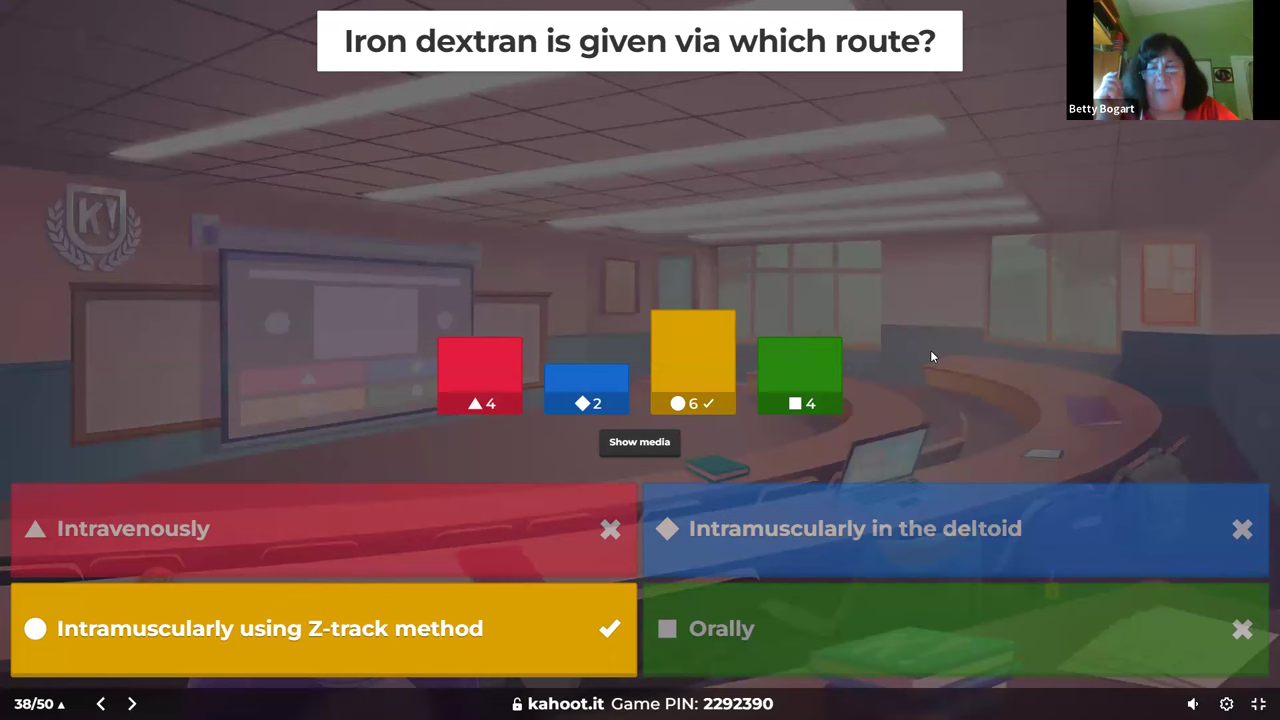 Iron dextran is given via which route?
Betty Bogart
K!
4
2
6
4
Show media
Intravenously
Intramuscularly in the deltoid
Intramuscularly using Z-track method
Orally
38/50
kahoot.it Game PIN: 2292390